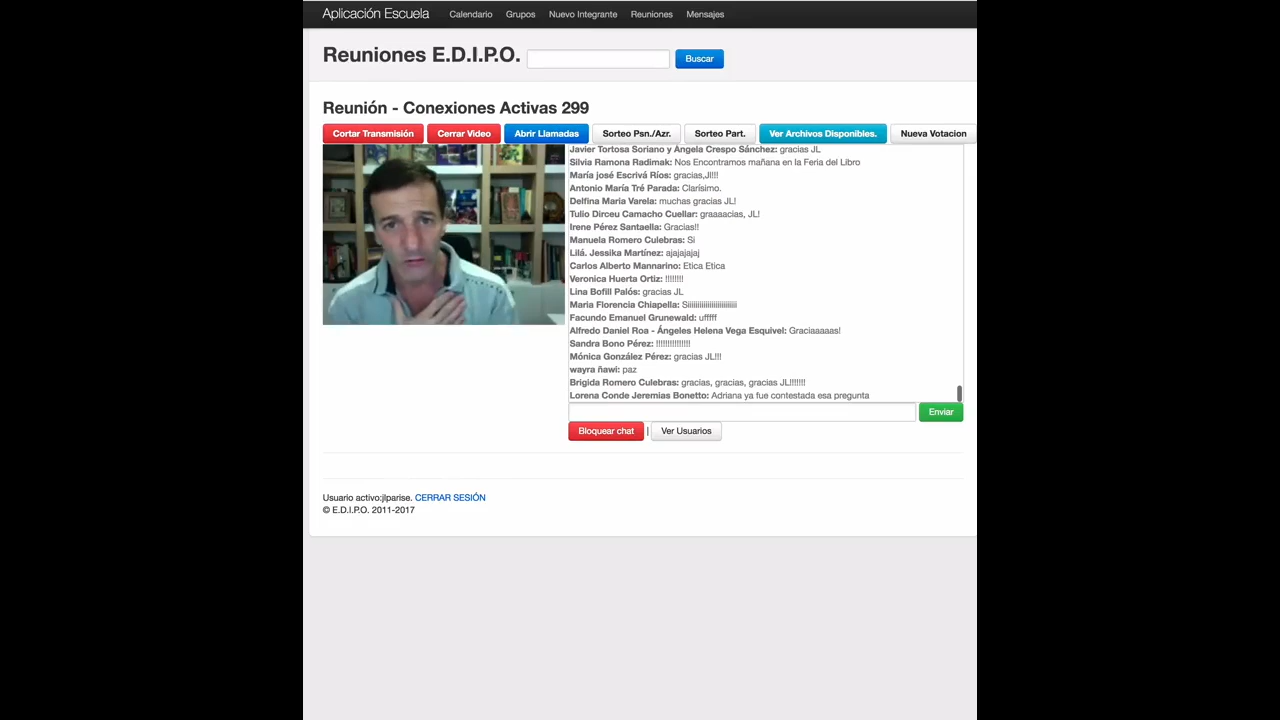 Aplicación Escuela Calendario Grupos Nuevo Integrante Reuniones Mensajes
Reuniones E.D.I.P.O. Buscar
Reunión - Conexiones Activas 299
Cortar Transmisión Cerrar Video Abrir Llamadas Sorteo Psn./Azr. Sorteo Part. Ver Archivos Disponibles. Nueva Votacion
Javier Tortosa Soriano y Ángela Crespo Sánchez: gracias JL
Silvia Ramona Radimak: Nos Encontramos mañana en la Feria del Libro
María josé Escrivá Ríos: gracias,Jl!!!
Antonio María Tré Parada: Clarísimo.
Delfina Maria Varela: muchas gracias JL!
Tulio Dirceu Camacho Cuellar: graaaacias, JL!
Irene Pérez Santaella: Gracias!!
Manuela Romero Culebras: Si
Lilá. Jessika Martínez: ajajajajaj
Carlos Alberto Mannarino: Etica Etica
Veronica Huerta Ortiz: !!!!!!!!
Lina Bofill Palós: gracias JL
Maria Florencia Chiapella: Siiiiiiiiiiiiiiiiiiiiiiiii
Facundo Emanuel Grunewald: ufffff
Alfredo Daniel Roa - Ángeles Helena Vega Esquivel: Graciaaaaas!
Sandra Bono Pérez: !!!!!!!!!!!!!!!
Mónica González Pérez: gracias JL!!!
wayra ñawi: paz
Brigida Romero Culebras: gracias, gracias, gracias JL!!!!!!!
Lorena Conde Jeremias Bonetto: Adriana ya fue contestada esa pregunta
Enviar
Bloquear chat | Ver Usuarios
Usuario activo:jlparise. CERRAR SESIÓN
© E.D.I.P.O. 2011-2017